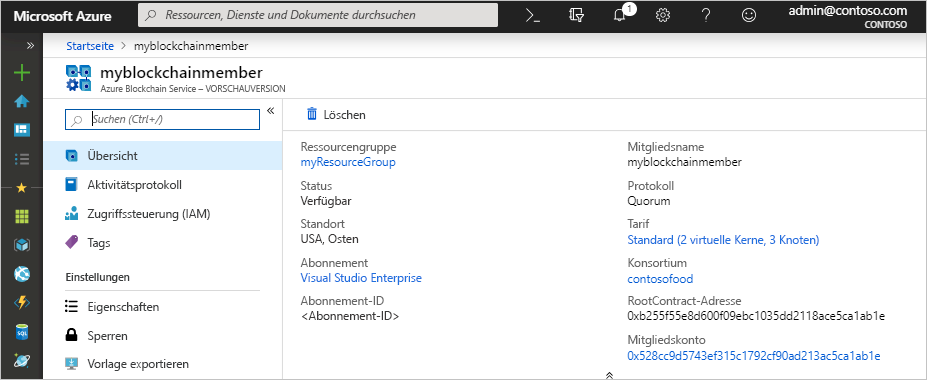 Microsoft Azure
Ressourcen, Dienste und Dokumente durchsuchen
1
admin@contoso.com
CONTOSO
Startseite > myblockchainmember
myblockchainmember
Azure Blockchain Service – VORSCHAUVERSION
Suchen (Ctrl+/)
Übersicht
Aktivitätsprotokoll
Zugriffssteuerung (IAM)
Tags
Einstellungen
Eigenschaften
Sperren
Vorlage exportieren
Löschen
Ressourcengruppe
myResourceGroup
Status
Verfügbar
Standort
USA, Osten
Abonnement
Visual Studio Enterprise
Abonnement-ID
<Abonnement-ID>
Mitgliedsname
myblockchainmember
Protokoll
Quorum
Tarif
Standard (2 virtuelle Kerne, 3 Knoten)
Konsortium
contosofood
RootContract-Adresse
0xb255f55e8d600f09ebc1035dd2118ace5ca1ab1e
Mitgliedskonto
0x528cc9d5743ef315c1792cf90ad213ac5ca1ab1e
SQL